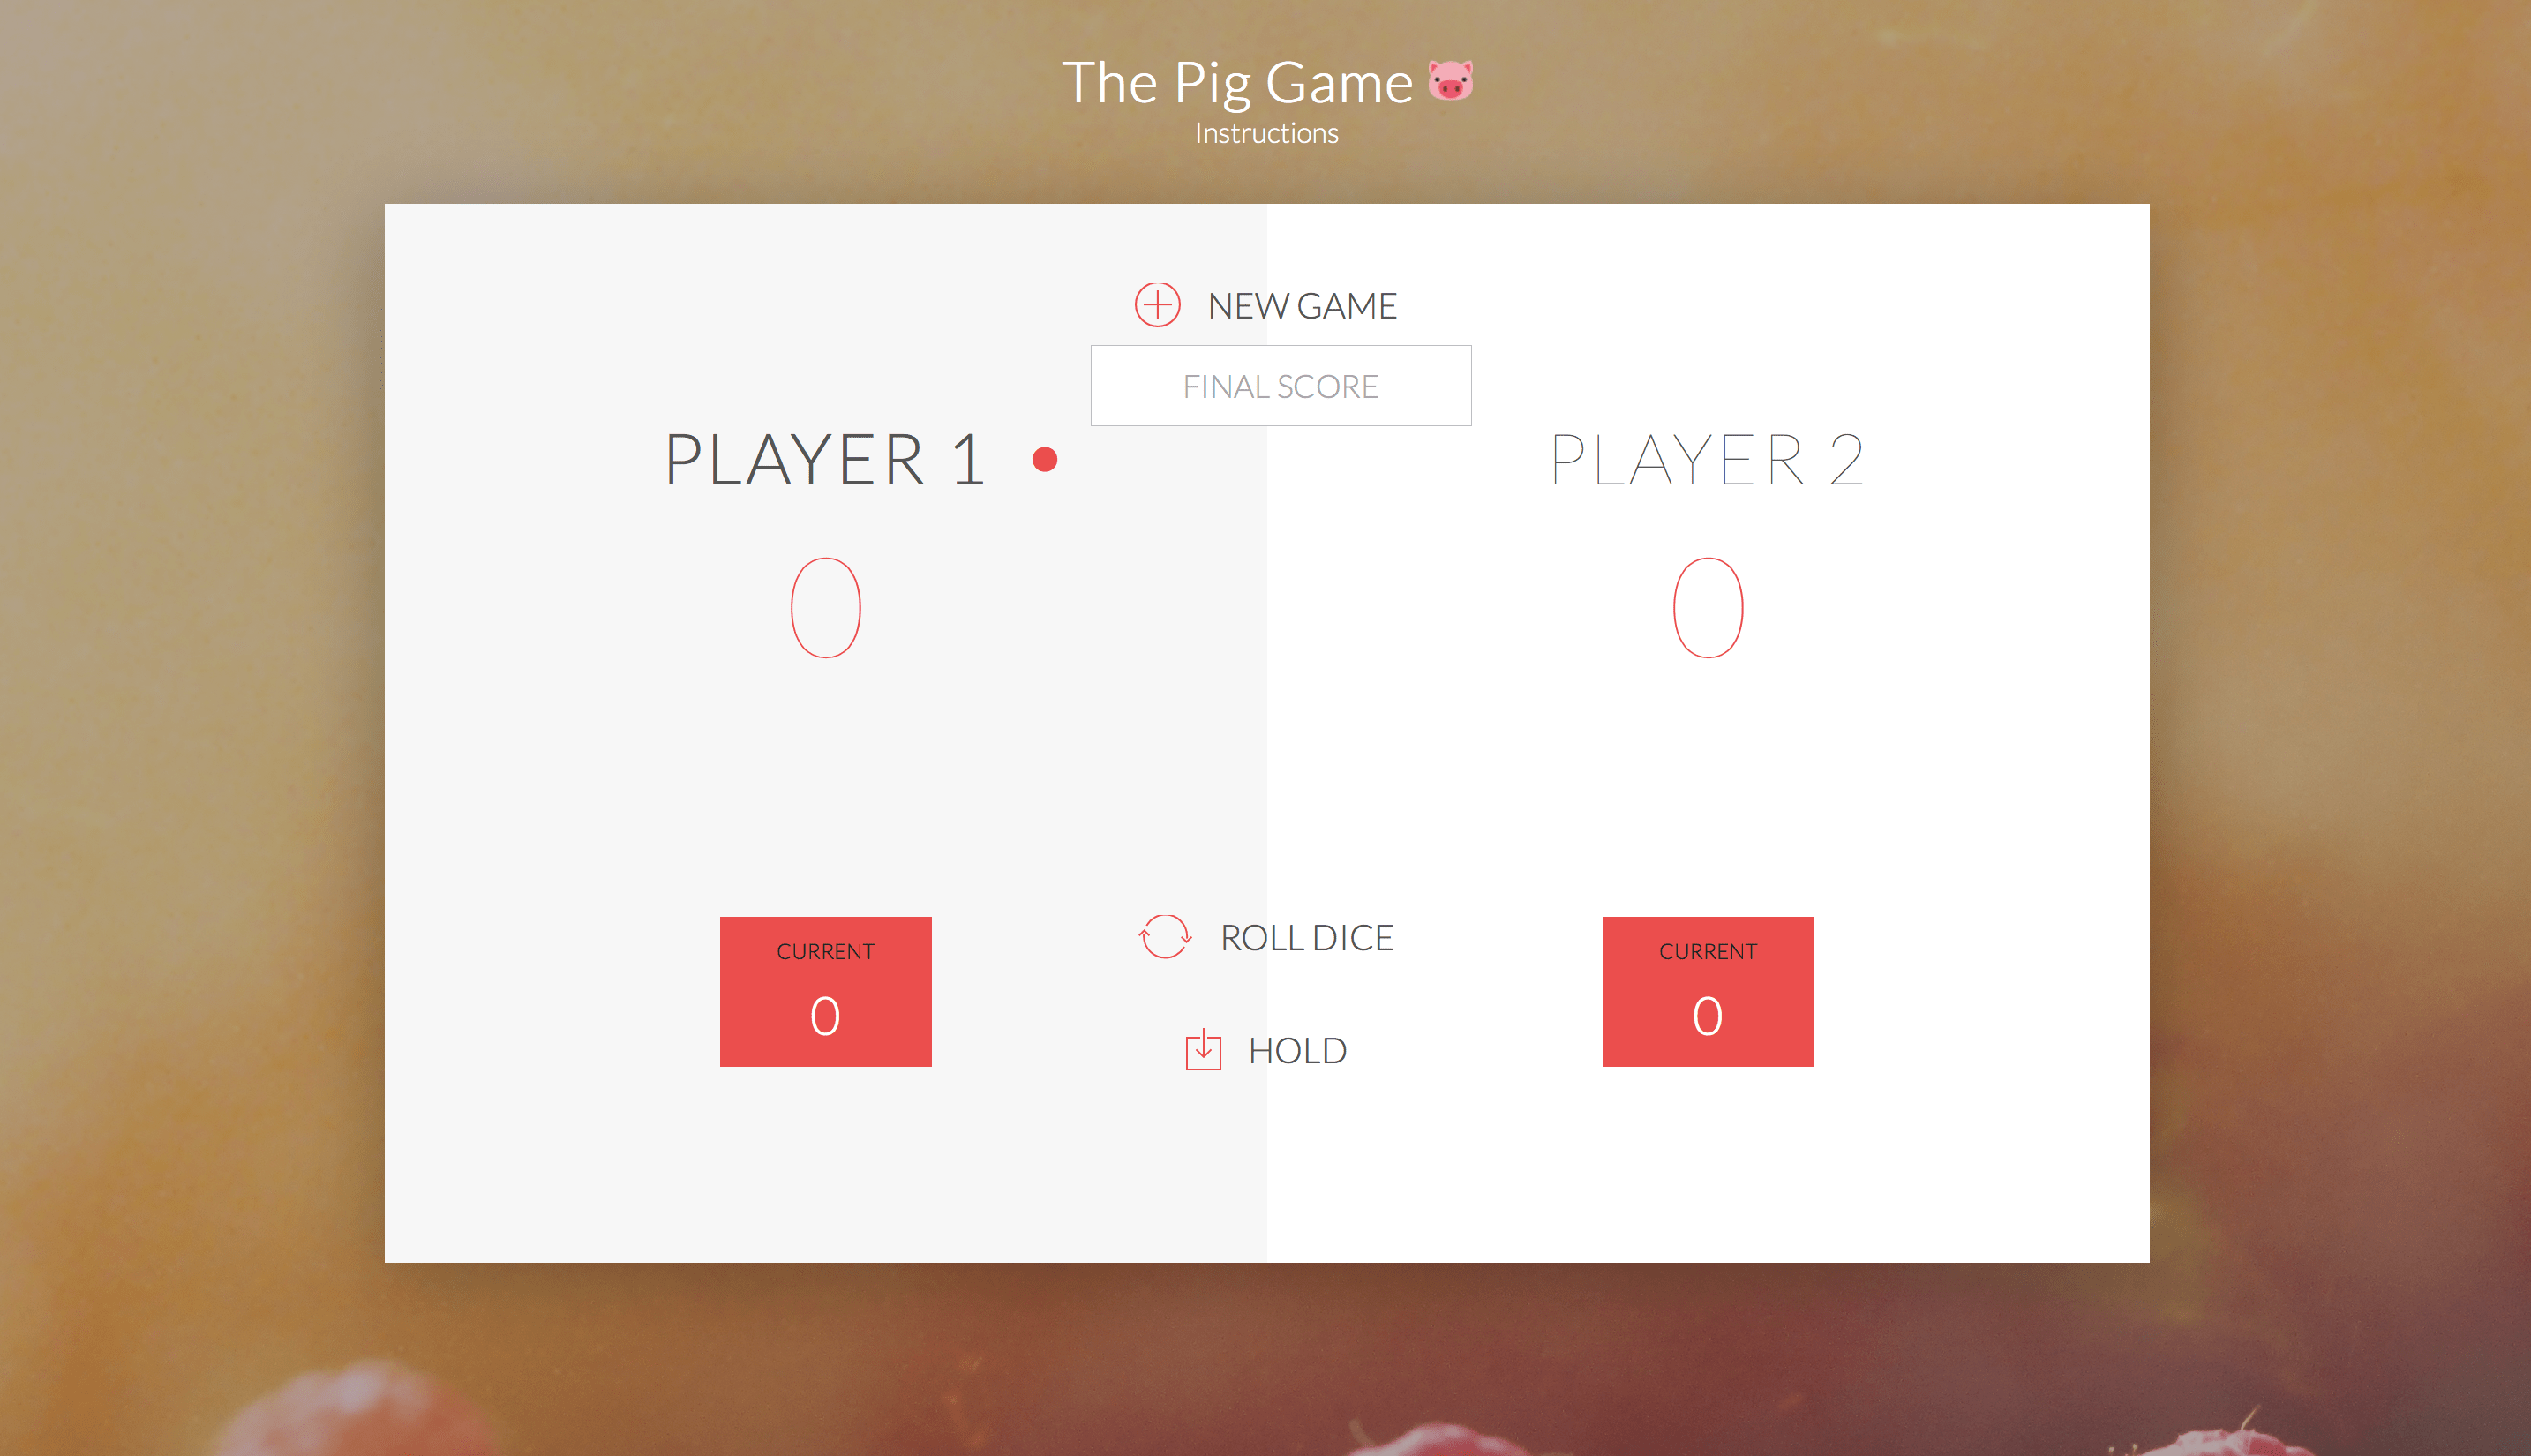 The Pig Game
Instructions
NEW GAME
FINAL SCORE
PLAYER 1
0
CURRENT
0
PLAYER 2
0
CURRENT
0
ROLL DICE
HOLD